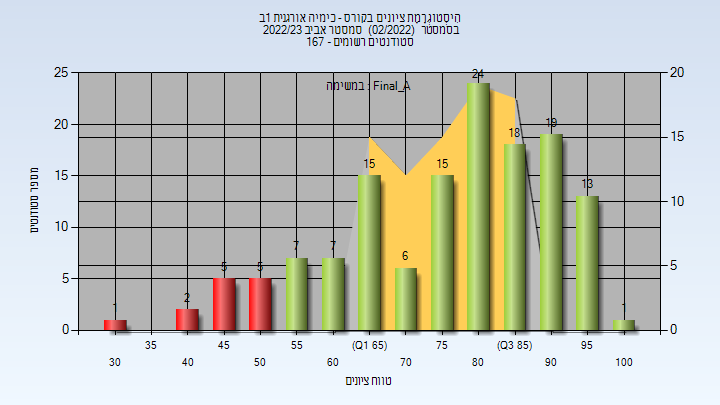 הִיסְטוֹגְרָמַת ציונים בקורס - כימיה אורגנית 1ב
בסמסטר (02/2022) סמסטר אביב 2022/23
סטודנטים רשומים - 167
במשימה : Final_A
מספר סטודנטים
25 20 15 10 5 0
20 15 10 5 0
1 2 5 5 7 7 15 6 15 24 18 19 13 1
35 45 55 (Q1 65) 75 (Q3 85) 95
30 40 50 60 70 80 90 100
טווח ציונים